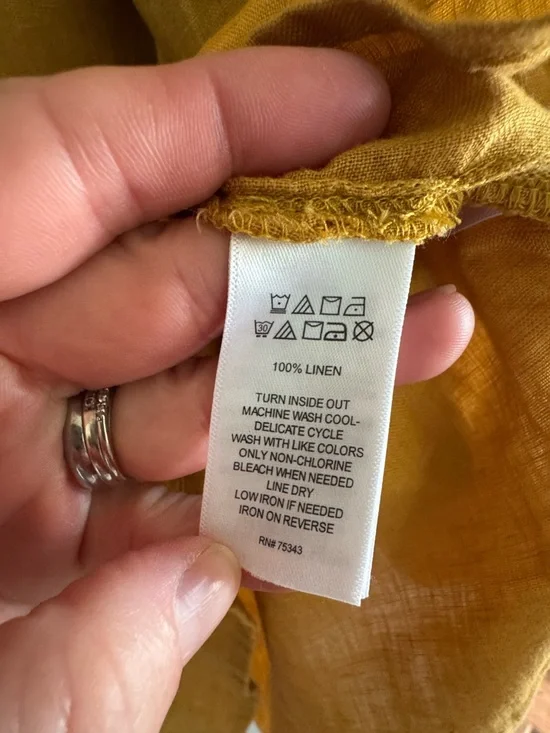 30
100% LINEN
TURN INSIDE OUT
MACHINE WASH COOL-
DELICATE CYCLE
WASH WITH LIKE COLORS
ONLY NON-CHLORINE
BLEACH WHEN NEEDED
LINE DRY
LOW IRON IF NEEDED
IRON ON REVERSE
RN# 75343